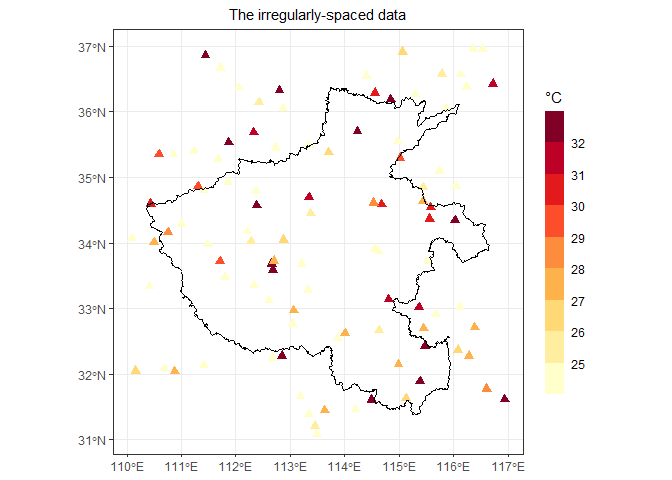 The irregularly-spaced data
37°N
36°N
35°N
34°N
33°N
32°N
31°N
110°E 111°E 112°E 113°E 114°E 115°E 116°E 117°E
°C
32
31
30
29
28
27
26
25